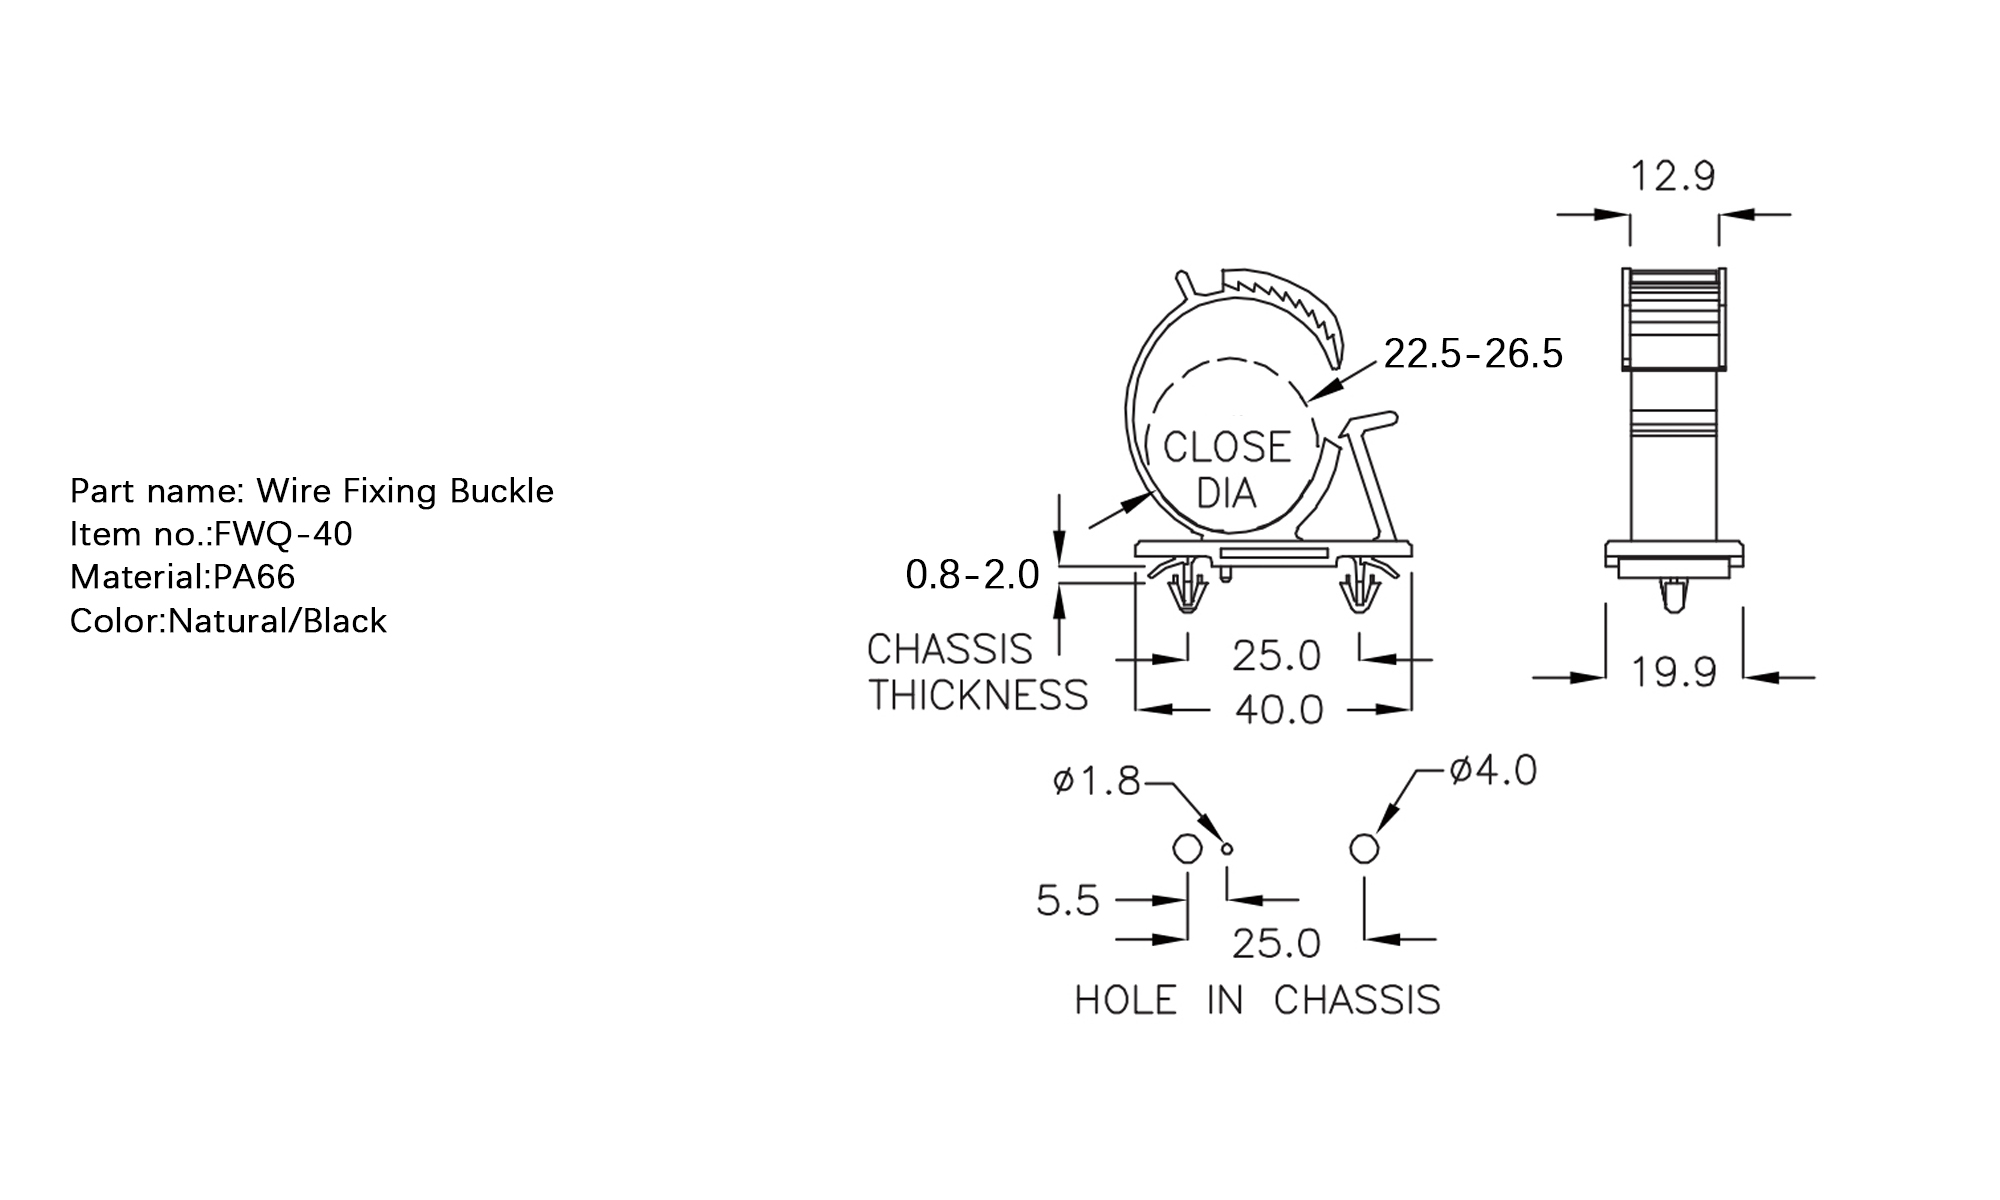 Part name: Wire Fixing Buckle
Item no.:FWQ-40
Material:PA66
Color:Natural/Black
12.9
22.5-26.5
CLOSE
DIA
0.8-2.0
CHASSIS
THICKNESS
25.0
40.0
19.9
ø1.8
ø4.0
5.5
25.0
HOLE IN CHASSIS